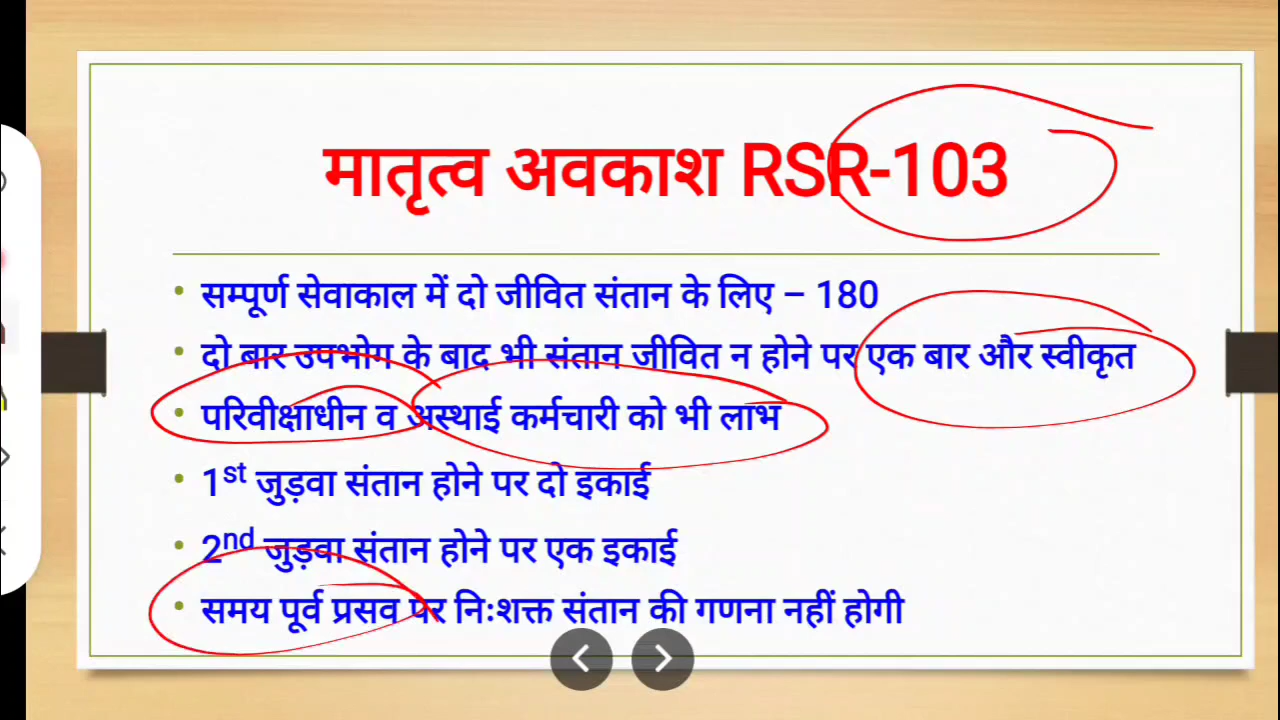 मातृत्व अवकाश RSR-103
सम्पूर्ण सेवाकाल में दो जीवित संतान के लिए – 180
दो बार उपभोग के बाद भी संतान जीवित न होने पर एक बार और स्वीकृत
परिवीक्षाधीन व अस्थाई कर्मचारी को भी लाभ
1st जुड़वा संतान होने पर दो इकाई
2nd जुड़वा संतान होने पर एक इकाई
समय पूर्व प्रसव पर निःशक्त संतान की गणना नहीं होगी